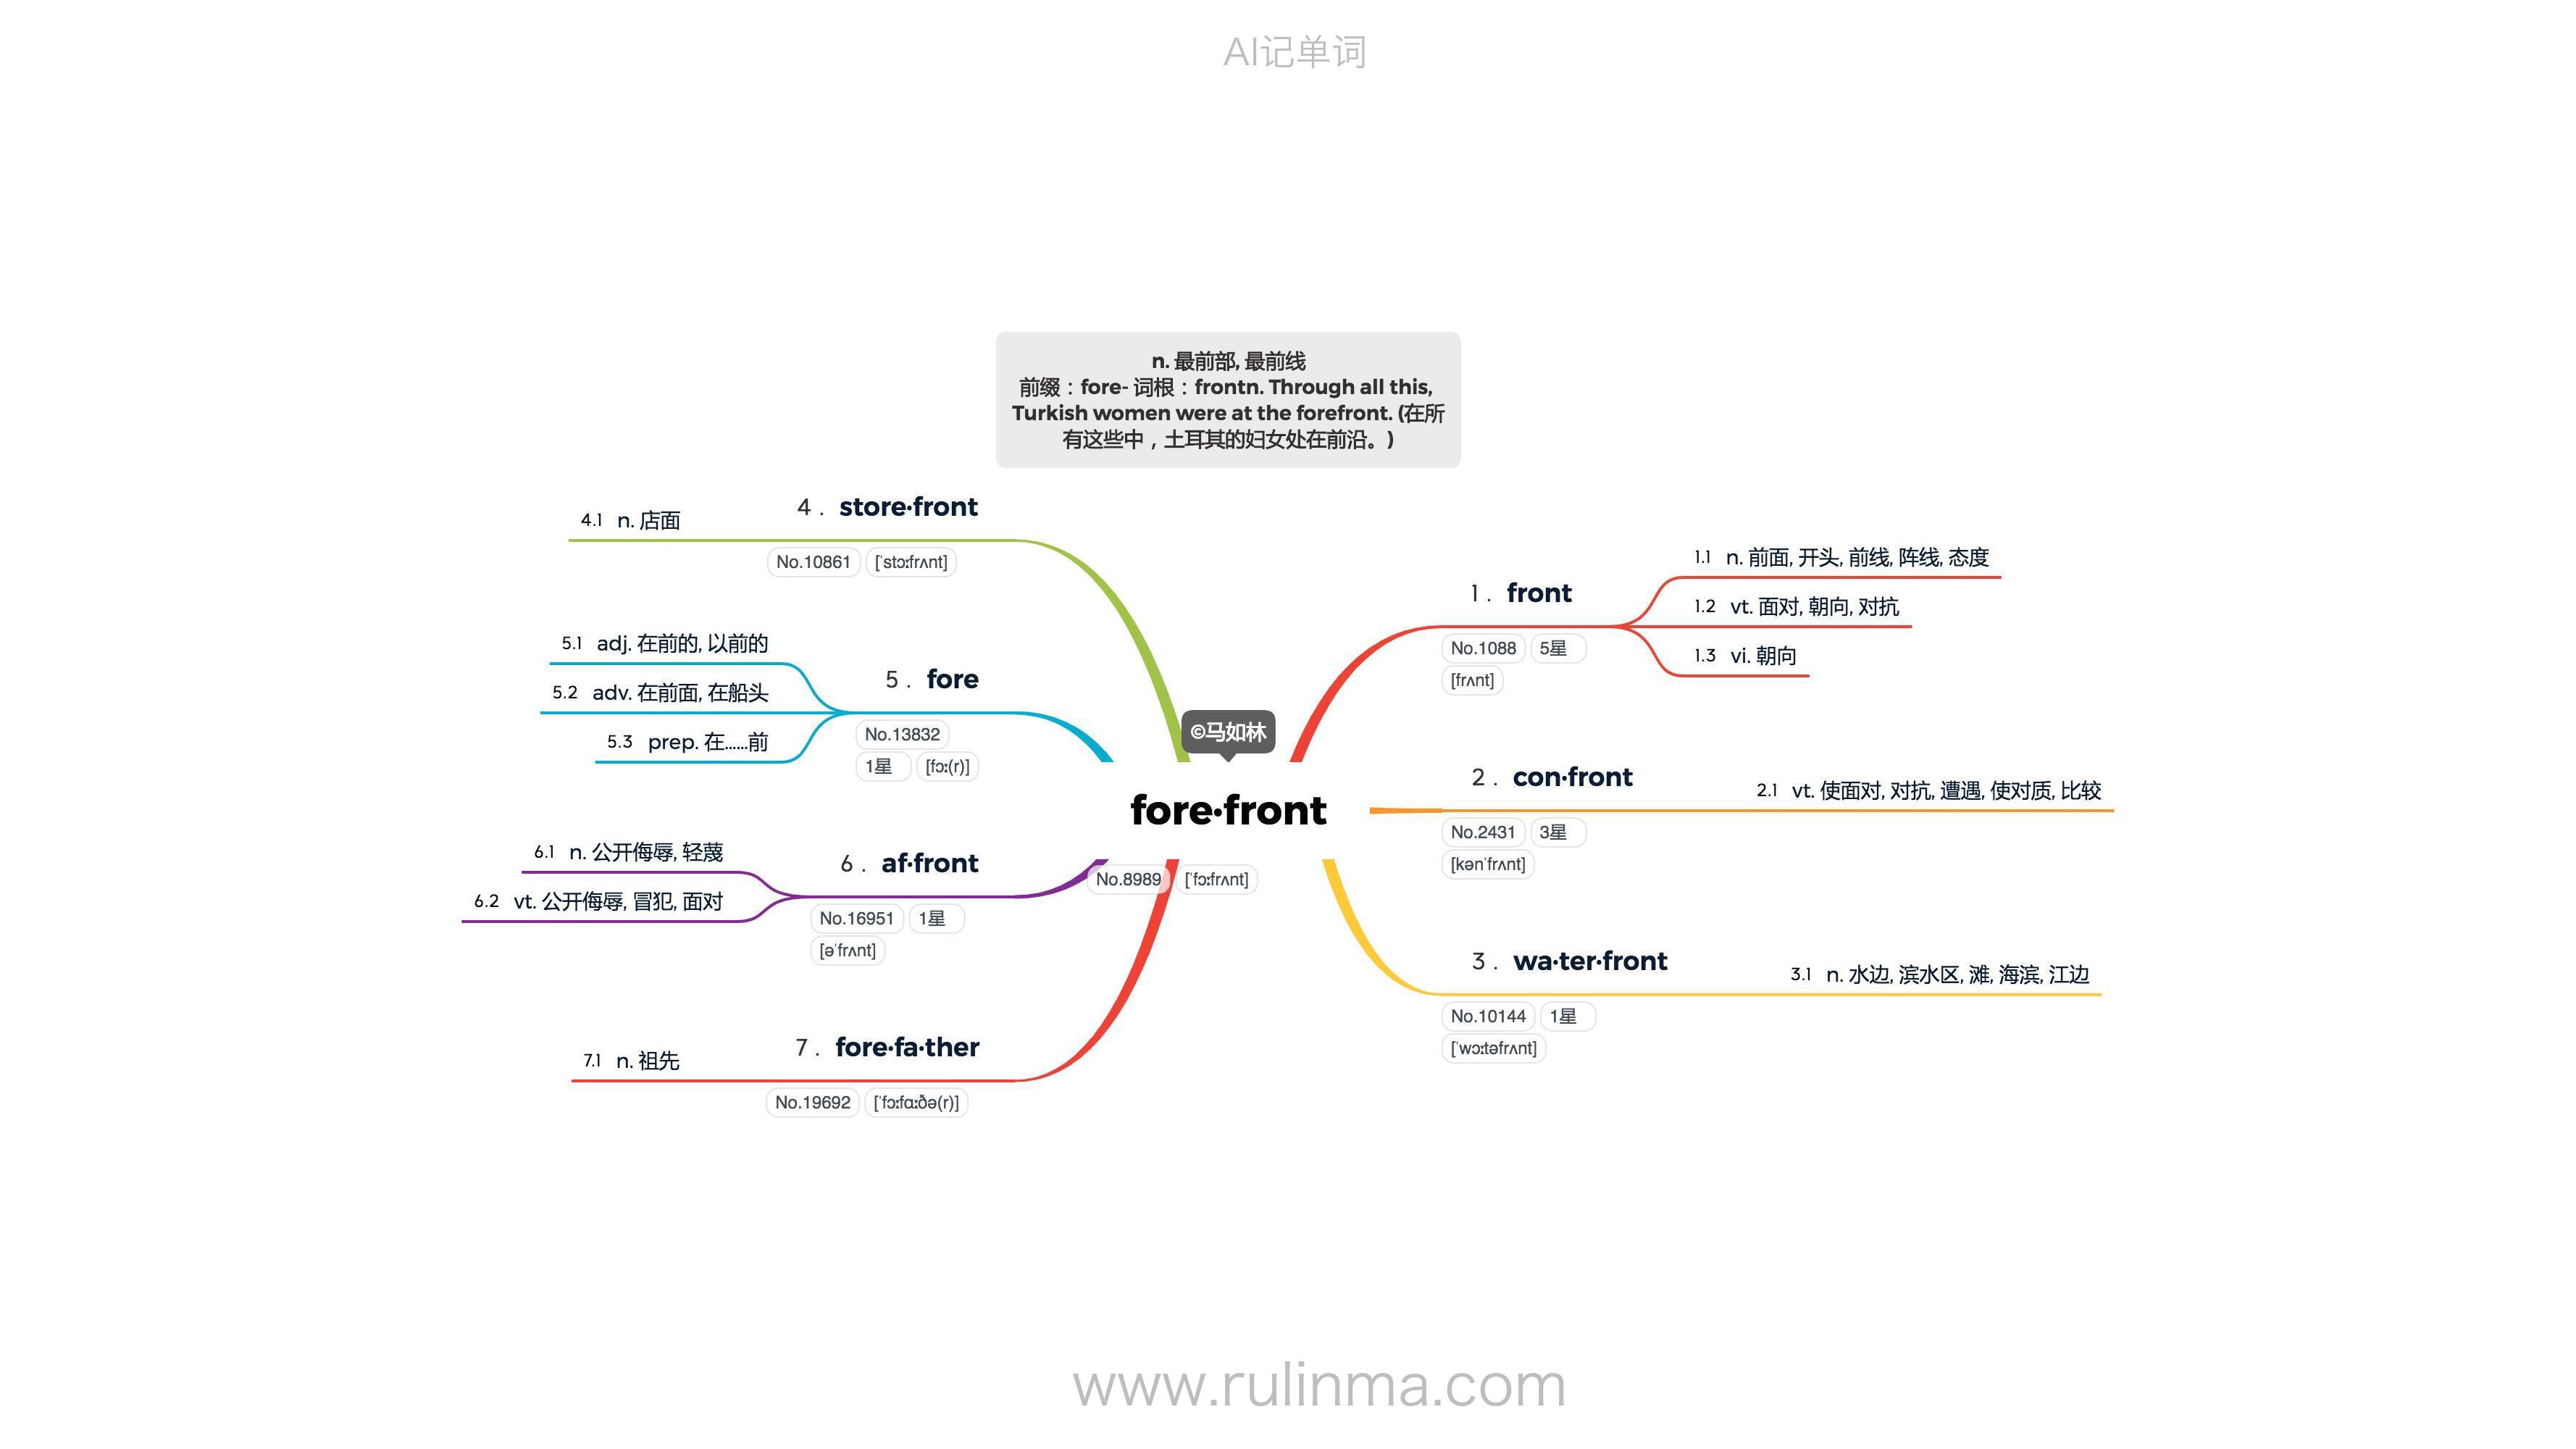 AI记单词
n. 最前部, 最前线
前缀：fore- 词根：frontn. Through all this,
Turkish women were at the forefront. (在所
有这些中，土耳其的妇女处在前沿。)
©马如林
fore·front
No.8989 [ˈfɔːfrʌnt]
1. front
No.1088 5星
[frʌnt]
1.1 n. 前面, 开头, 前线, 阵线, 态度
1.2 vt. 面对, 朝向, 对抗
1.3 vi. 朝向
2. con·front
No.2431 3星
[kənˈfrʌnt]
2.1 vt. 使面对, 对抗, 遭遇, 使对质, 比较
3. wa·ter·front
No.10144 1星
[ˈwɔːtəfrʌnt]
3.1 n. 水边, 滨水区, 滩, 海滨, 江边
4. store·front
No.10861 [ˈstɔːfrʌnt]
4.1 n. 店面
5. fore
No.13832
1星 [fɔː(r)]
5.1 adj. 在前的, 以前的
5.2 adv. 在前面, 在船头
5.3 prep. 在……前
6. af·front
No.16951 1星
[əˈfrʌnt]
6.1 n. 公开侮辱, 轻蔑
6.2 vt. 公开侮辱, 冒犯, 面对
7. fore·fa·ther
No.19692 [ˈfɔːfɑːðə(r)]
7.1 n. 祖先
www.rulinma.com